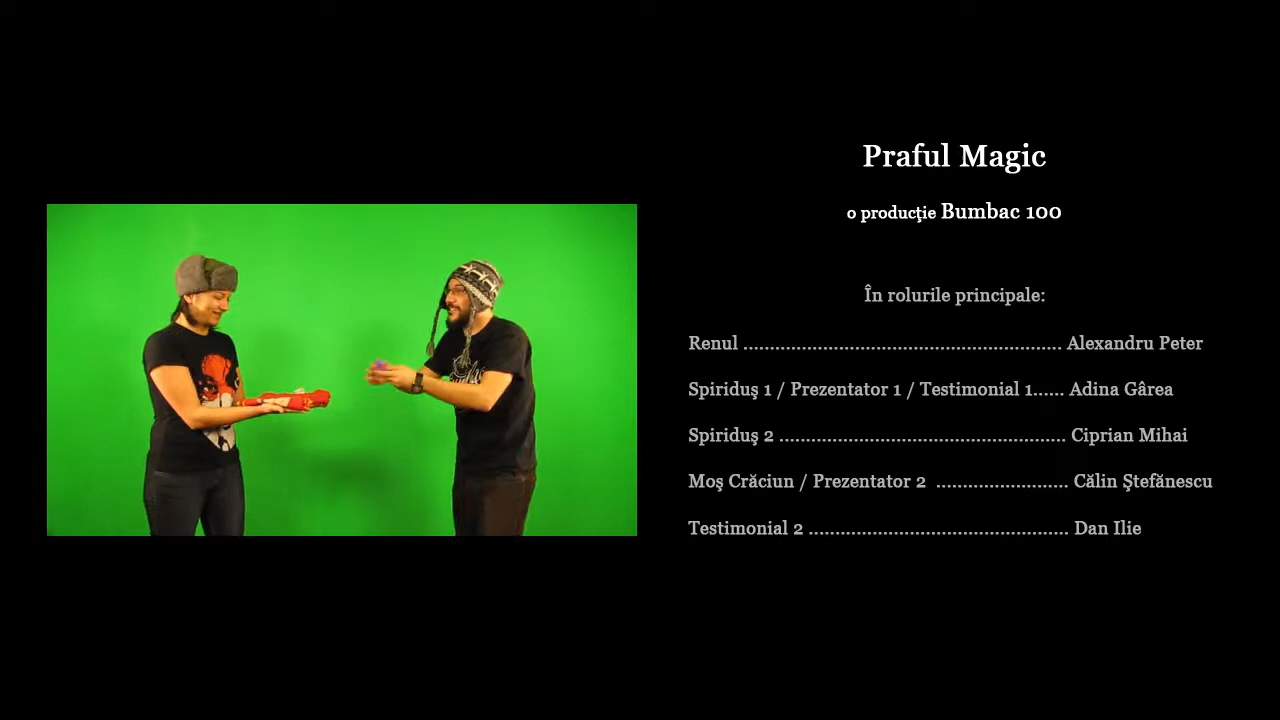 Praful Magic
o producţie Bumbac 100
În rolurile principale:
Renul ............................................................ Alexandru Peter
Spiriduş 1 / Prezentator 1 / Testimonial 1...... Adina Gârea
Spiriduş 2 ...................................................... Ciprian Mihai
Moş Crăciun / Prezentator 2 ......................... Călin Ştefănescu
Testimonial 2 ................................................. Dan Ilie